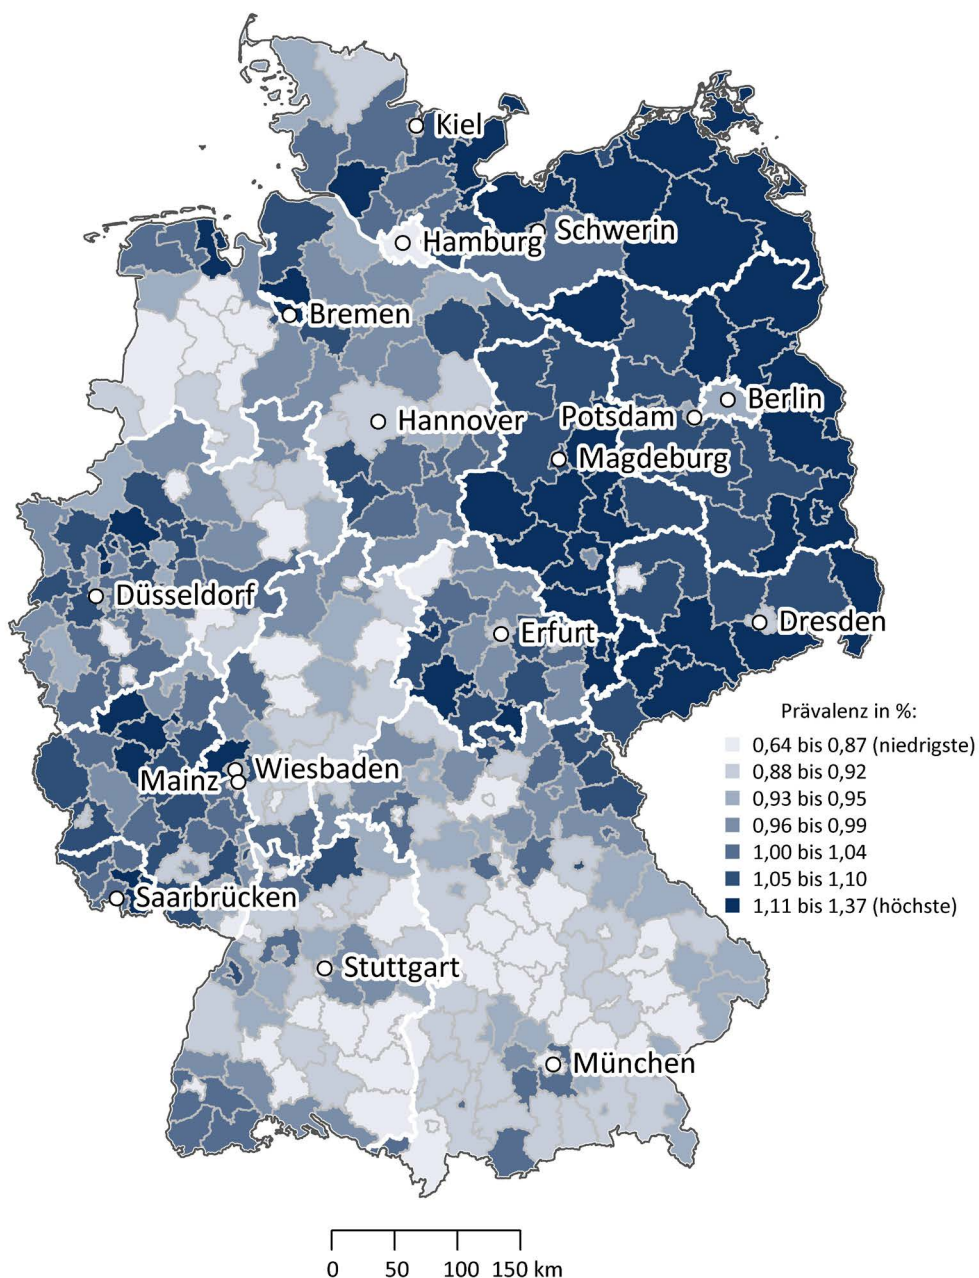 Kiel
Hamburg
Schwerin
Bremen
Berlin
Hannover
Potsdam
Magdeburg
Düsseldorf
Erfurt
Dresden
Wiesbaden
Mainz
Saarbrücken
Stuttgart
München
Prävalenz in %:
0,64 bis 0,87 (niedrigste)
0,88 bis 0,92
0,93 bis 0,95
0,96 bis 0,99
1,00 bis 1,04
1,05 bis 1,10
1,11 bis 1,37 (höchste)
0 50 100 150 km